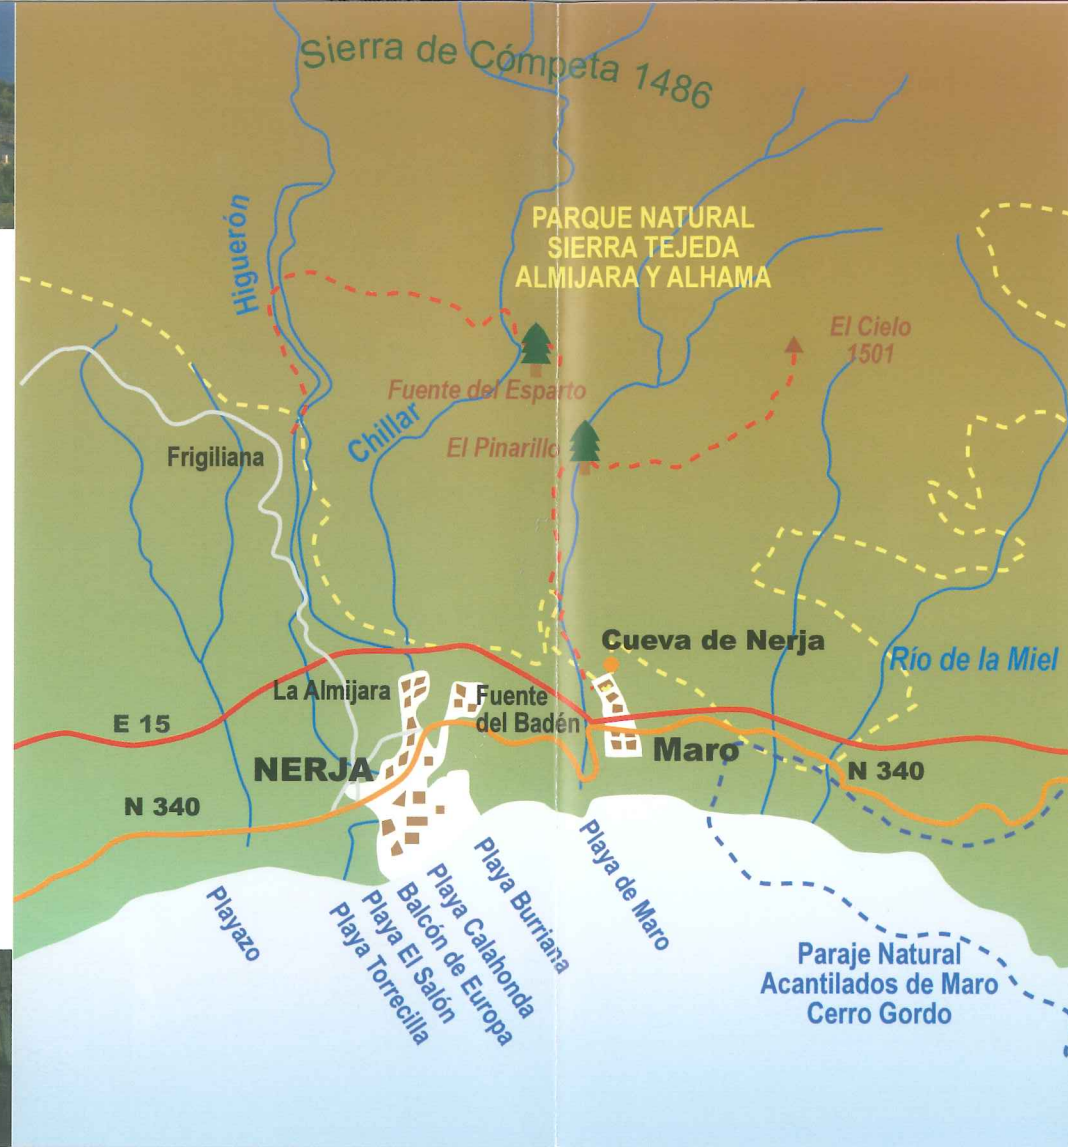 Sierra de Cómpeta 1486
Higuerón
PARQUE NATURAL
SIERRA TEJEDA
ALMIJARA Y ALHAMA
El Cielo
1501
Fuente del Esparto
Chillar
El Pinarillo
Frigiliana
Cueva de Nerja
Río de la Miel
La Almijara
Fuente
del Badén
E 15
Maro
NERJA
N 340
N 340
Playazo
Playa Torrecilla
Playa El Salón
Balcón de Europa
Playa Calahonda
Playa Burriana
Playa de Maro
Paraje Natural
Acantilados de Maro
Cerro Gordo